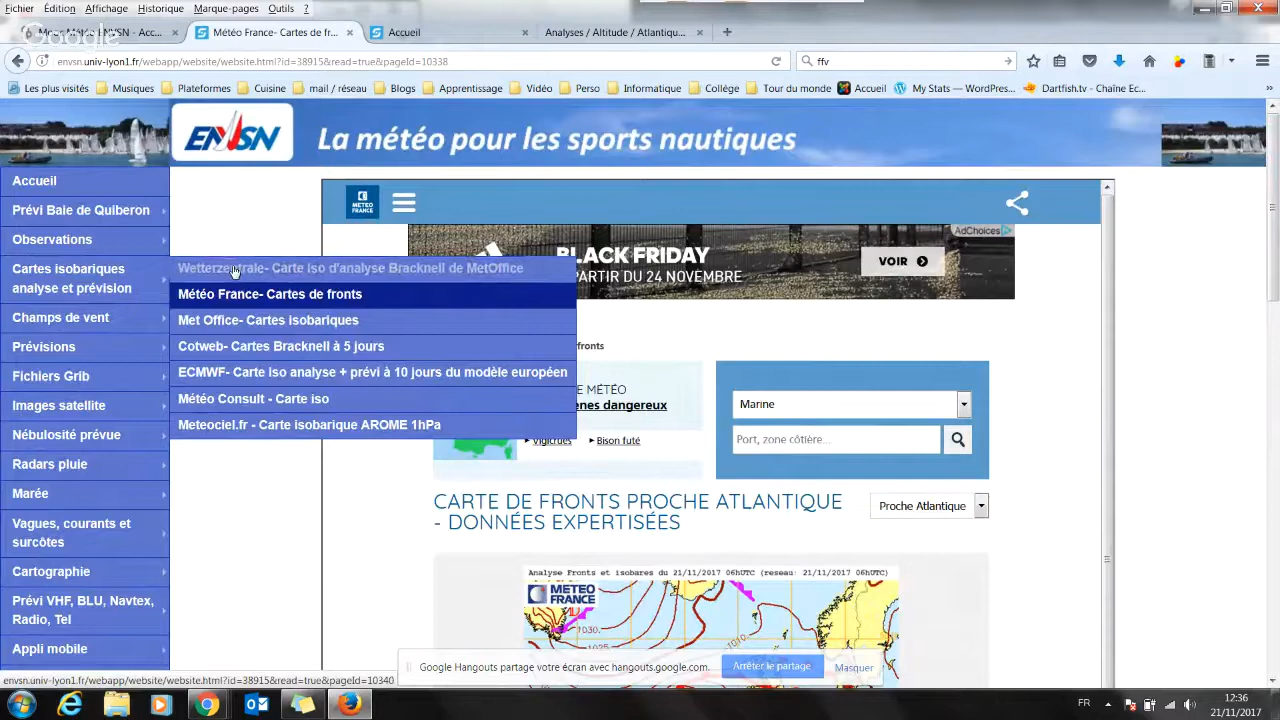 Fichier Édition Affichage Historique Marque-pages Outils ?
Google
Météo France- Cartes de fr...
Accueil
Analyses / Altitude / Atlantiqu...
envsn.univ-lyon1.fr/webapp/website/website.html?id=38915&read=true&pageId=10338
ffv
Les plus visités Musique Plateformes Cuisine mail / réseau Blogs Apprentissage Vidéo Perso Informatique Collège Tour du monde Accueil My Stats — WordPres... Dartfish.tv - Chaîne Ec...
ENVSN
La météo pour les sports nautiques
Accueil
Prévi Baie de Quiberon
Observations
Cartes isobariques
analyse et prévision
Champs de vent
Prévisions
Fichiers Grib
Images satellite
Nébulosité prévue
Radars pluie
Marée
Vagues, courants et
surcôtes
Cartographie
Prévi VHF, BLU, Navtex,
Radio, Tel
Appli mobile
Wetterzentrale- Carte iso d'analyse Bracknell de MetOffice
Météo France- Cartes de fronts
Met Office- Cartes isobariques
Cotweb- Cartes Bracknell à 5 jours
ECMWF- Carte iso analyse + prévi à 10 jours du modèle européen
Météo Consult - Carte iso
Meteociel.fr - Carte isobarique AROME 1hPa
METEO
FRANCE
AdChoices
BLACK FRIDAY
PARTIR DU 24 NOVEMBRE
VOIR
fronts
E MÉTÉO
enes dangereux
Vigicrues Bison futé
Marine
Port, zone côtière...
CARTE DE FRONTS PROCHE ATLANTIQUE
- DONNÉES EXPERTISÉES
Proche Atlantique
Analyse Fronts et isobares du 21/11/2017 06hUTC (reseau: 21/11/2017 06hUTC)
METEO
FRANCE
1030.
1025
1010
Google Hangouts partage votre écran avec hangouts.google.com.
Arrêter le partage
Masquer
envsn.univ-lyon1.fr/webapp/website/website.html?id=38915&read=true&pageId=10340
FR
12:36
21/11/2017